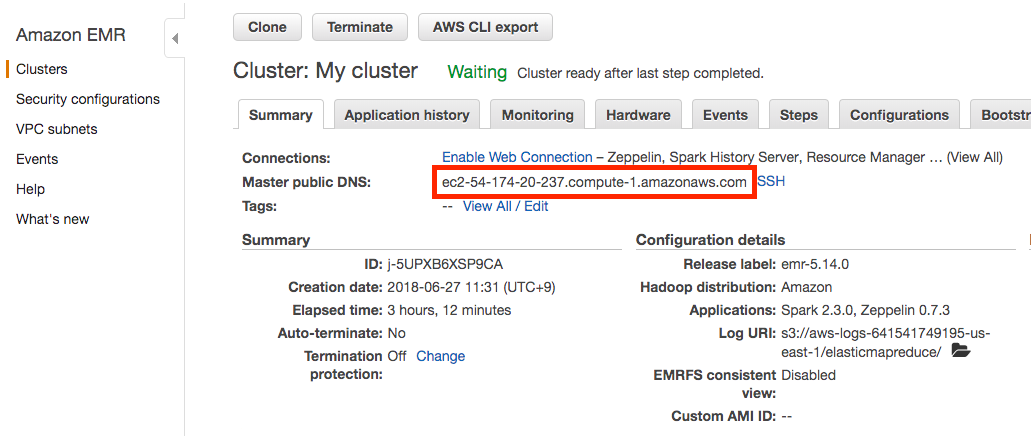 Amazon EMR
Clusters
Security configurations
VPC subnets
Events
Help
What's new
Clone Terminate AWS CLI export
Cluster: My cluster Waiting Cluster ready after last step completed.
Summary Application history Monitoring Hardware Events Steps Configurations Bootstr
Connections: Enable Web Connection – Zeppelin, Spark History Server, Resource Manager … (View All)
Master public DNS: ec2-54-174-20-237.compute-1.amazonaws.com SSH
Tags: -- View All / Edit
Summary
ID: j-5UPXB6XSP9CA
Creation date: 2018-06-27 11:31 (UTC+9)
Elapsed time: 3 hours, 12 minutes
Auto-terminate: No
Termination Off Change
protection:
Configuration details
Release label: emr-5.14.0
Hadoop distribution: Amazon
Applications: Spark 2.3.0, Zeppelin 0.7.3
Log URI: s3://aws-logs-641541749195-us-
east-1/elasticmapreduce/
EMRFS consistent Disabled
view:
Custom AMI ID: --